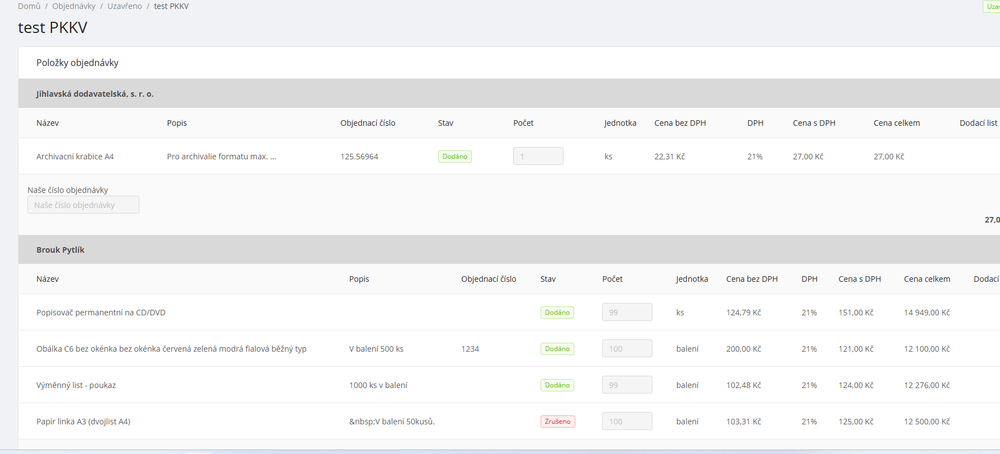 Domů / Objednávky / Uzavřeno / test PKKV
test PKKV
Položky objednávky
Jihlavská dodavatelská, s. r. o.
Název Popis Objednací číslo Stav Počet Jednotka Cena bez DPH DPH Cena s DPH Cena celkem Dodací list
Archivacni krabice A4 Pro archivalie formatu max. ... 125.56964 Dodáno 1 ks 22,31 Kč 21% 27,00 Kč 27,00 Kč
Naše číslo objednávky
Naše číslo objednávky
27,0
Brouk Pytlík
Název Popis Objednací číslo Stav Počet Jednotka Cena bez DPH DPH Cena s DPH Cena celkem Dodací
Popisovač permanentní na CD/DVD Dodáno 99 ks 124,79 Kč 21% 151,00 Kč 14 949,00 Kč
Obálka C6 bez okénka bez okénka červená zelená modrá fialová běžný typ V balení 500 ks 1234 Dodáno 100 balení 200,00 Kč 21% 121,00 Kč 12 100,00 Kč
Výměnný list - poukaz 1000 ks v balení Dodáno 99 balení 102,48 Kč 21% 124,00 Kč 12 276,00 Kč
Papír linka A3 (dvojlist A4) &nbsp;V balení 50kusů. Zrušeno 100 balení 103,31 Kč 21% 125,00 Kč 12 500,00 Kč